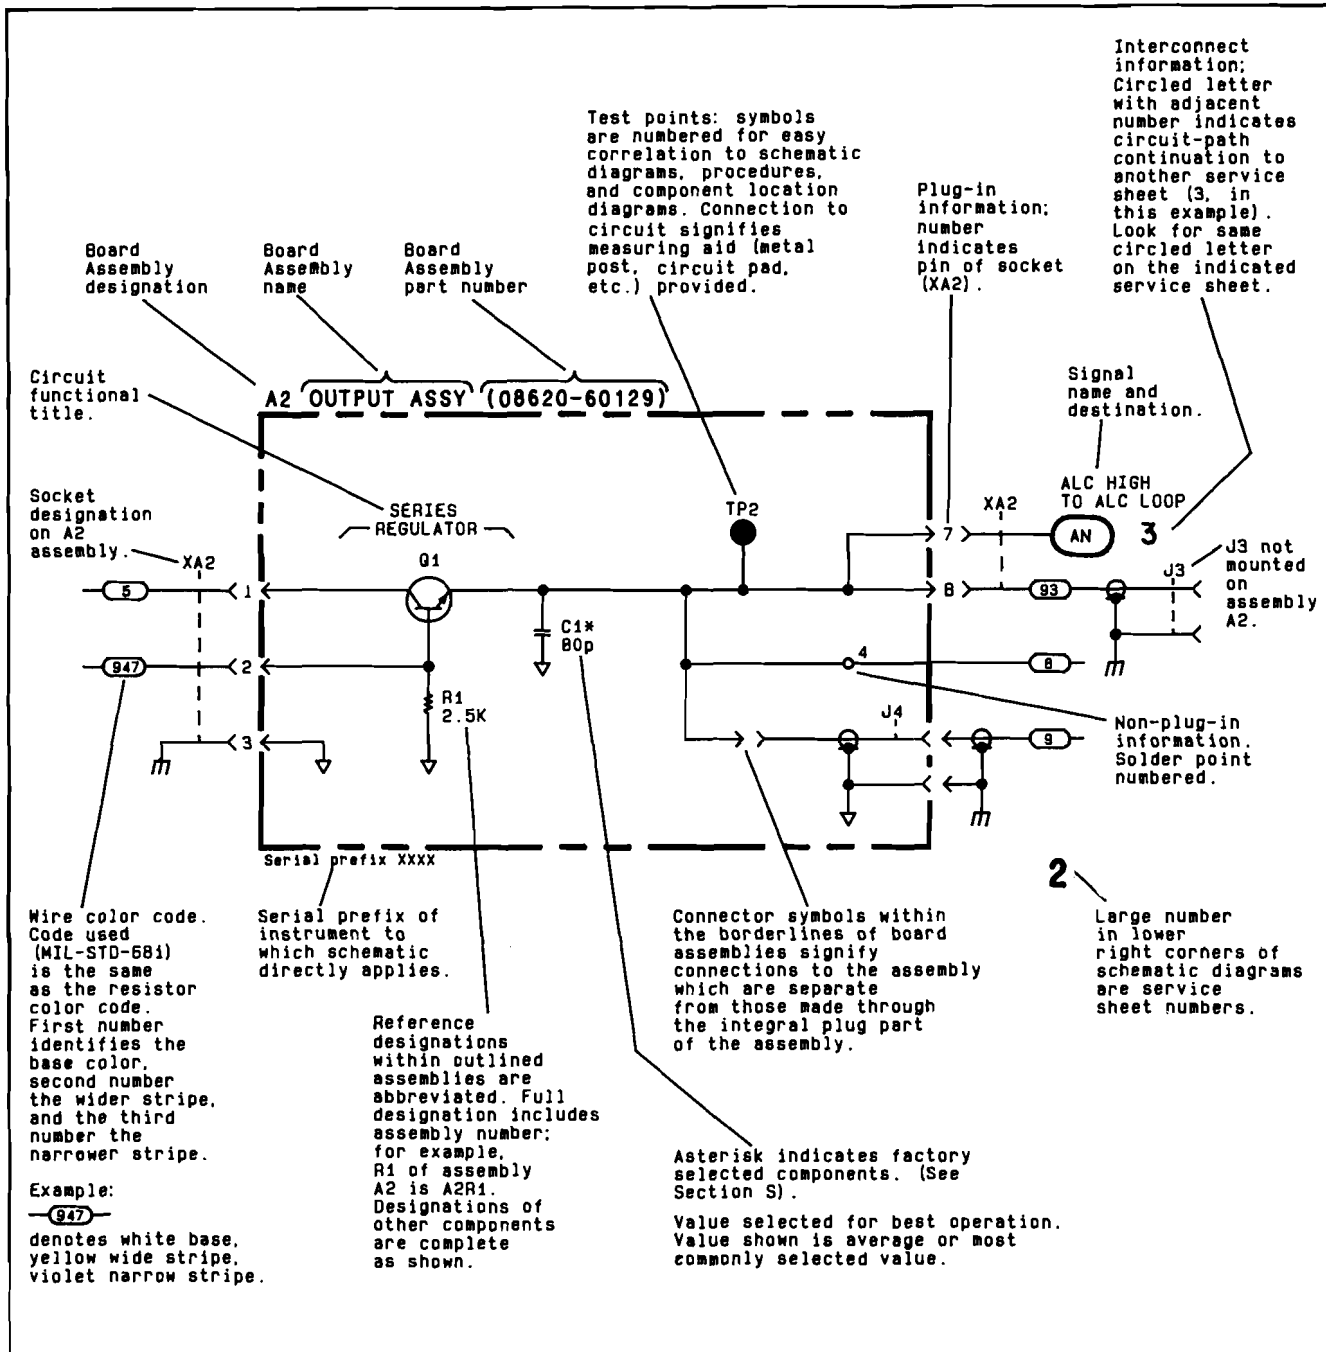 Interconnect
information;
Circled letter
with adjacent
number indicates
circuit-path
continuation to
another service
sheet (3, in
this example).
Look for same
circled letter
on the indicated
service sheet.
Test points: symbols
are numbered for easy
correlation to schematic
diagrams, procedures,
and component location
diagrams. Connection to
circuit signifies
measuring aid (metal
post, circuit pad,
etc.) provided.
Plug-in
information;
number
indicates
pin of socket
(XA2).
Board
Assembly
designation
Board
Assembly
name
Board
Assembly
part number
Circuit
functional
title.
A2 OUTPUT ASSY (08620-60129)
Signal
name and
destination.
Socket
designation
on A2
assembly.
SERIES
REGULATOR
TP2
XA2
ALC HIGH
TO ALC LOOP
7
AN
3
XA2
Q1
J3
J3 not
mounted
on
assembly
A2.
5
1
8
93
C1*
80p
947
2
4
8
R1
2.5K
J4
3
9
Non-plug-in
information.
Solder point
numbered.
Serial prefix XXXX
2
Wire color code.
Code used
(MIL-STD-681)
is the same
as the resistor
color code.
First number
identifies the
base color,
second number
the wider stripe,
and the third
number the
narrower stripe.
Example:
947
denotes white base,
yellow wide stripe,
violet narrow stripe.
Serial prefix of
instrument to
which schematic
directly applies.
Reference
designations
within outlined
assemblies are
abbreviated. Full
designation includes
assembly number;
for example,
R1 of assembly
A2 is A2R1.
Designations of
other components
are complete
as shown.
Connector symbols within
the borderlines of board
assemblies signify
connections to the assembly
which are separate
from those made through
the integral plug part
of the assembly.
Asterisk indicates factory
selected components. (See
Section S).
Value selected for best operation.
Value shown is average or most
commonly selected value.
Large number
in lower
right corners of
schematic diagrams
are service
sheet numbers.